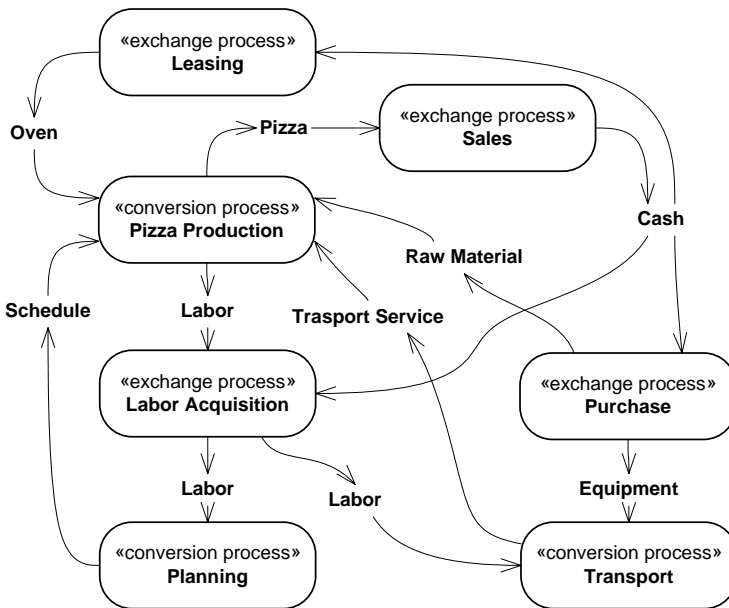 «exchange process»
Leasing
Oven
Pizza
«exchange process»
Sales
«conversion process»
Pizza Production
Cash
Raw Material
Schedule
Labor
Trasport Service
«exchange process»
Labor Acquisition
«exchange process»
Purchase
Labor
Labor
Equipment
«conversion process»
Planning
«conversion process»
Transport